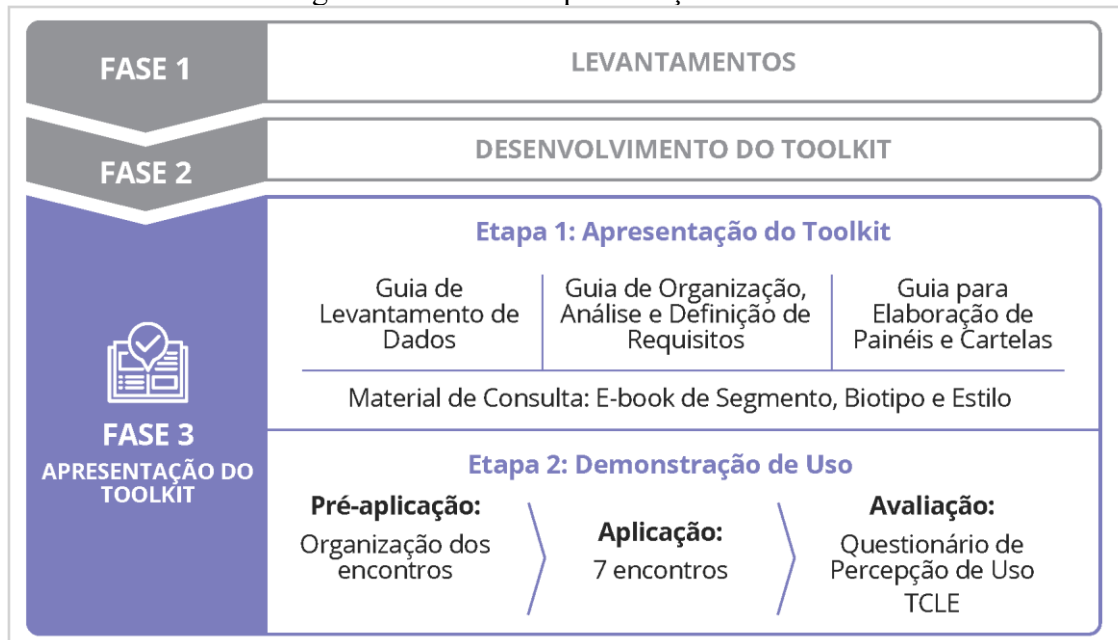 FASE 1
LEVANTAMENTOS
FASE 2
DESENVOLVIMENTO DO TOOLKIT
FASE 3
APRESENTAÇÃO DO
TOOLKIT
Etapa 1: Apresentação do Toolkit
Guia de
Levantamento de
Dados
Guia de Organização,
Análise e Definição de
Requisitos
Guia para
Elaboração de
Painéis e Cartelas
Material de Consulta: E-book de Segmento, Biotipo e Estilo
Etapa 2: Demonstração de Uso
Pré-aplicação:
Organização dos
encontros
Aplicação:
7 encontros
Avaliação:
Questionário de
Percepção de Uso
TCLE